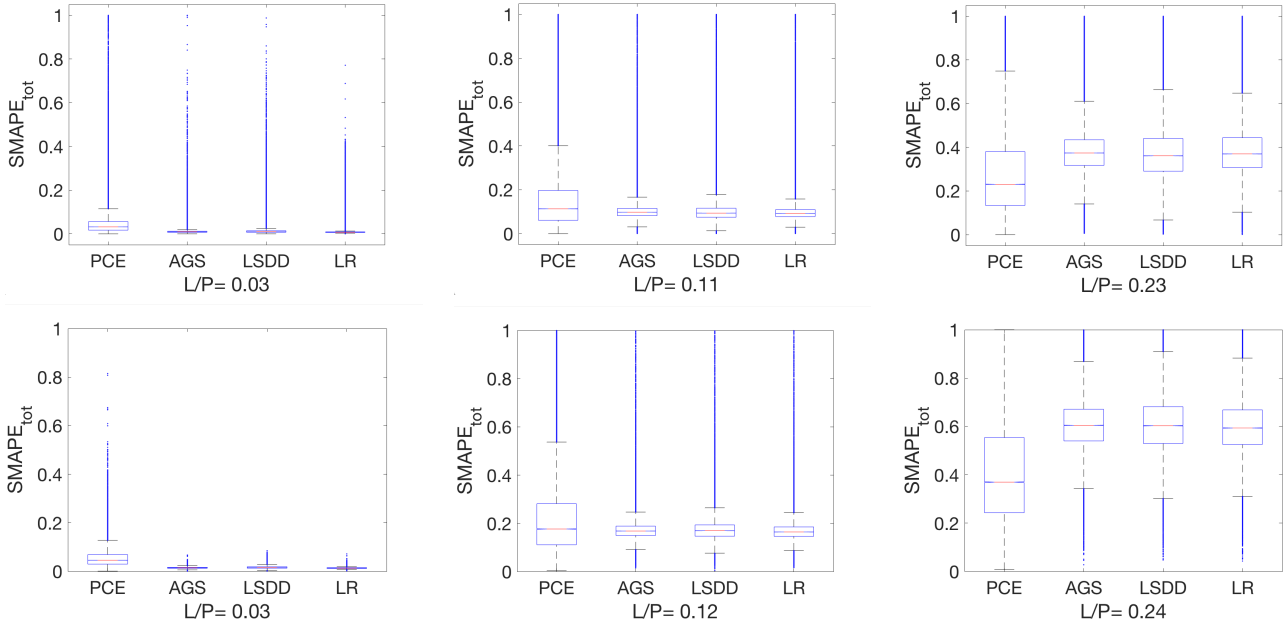 1
0.8
0.6
0.4
0.2
0
SMAPE_tot
PCE AGS LSDD LR
L/P= 0.03
1
0.8
0.6
0.4
0.2
0
SMAPE_tot
PCE AGS LSDD LR
L/P= 0.11
1
0.8
0.6
0.4
0.2
0
SMAPE_tot
PCE AGS LSDD LR
L/P= 0.23
1
0.8
0.6
0.4
0.2
0
SMAPE_tot
PCE AGS LSDD LR
L/P= 0.03
1
0.8
0.6
0.4
0.2
0
SMAPE_tot
PCE AGS LSDD LR
L/P= 0.12
1
0.8
0.6
0.4
0.2
0
SMAPE_tot
PCE AGS LSDD LR
L/P= 0.24